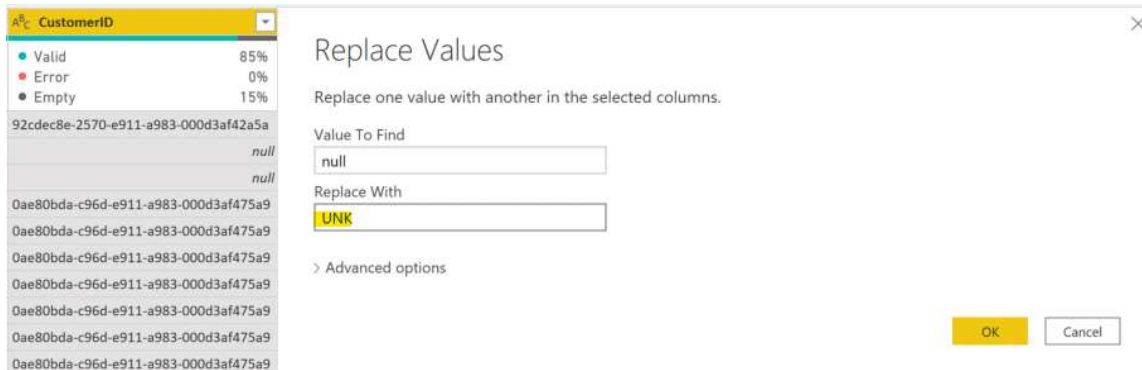 ABC CustomerID
Valid 85%
Error 0%
Empty 15%
92cdec8e-2570-e911-a983-000d3af42a5a
null
null
0ae80bda-c96d-e911-a983-000d3af475a9
0ae80bda-c96d-e911-a983-000d3af475a9
0ae80bda-c96d-e911-a983-000d3af475a9
0ae80bda-c96d-e911-a983-000d3af475a9
0ae80bda-c96d-e911-a983-000d3af475a9
0ae80bda-c96d-e911-a983-000d3af475a9
0ae80bda-c96d-e911-a983-000d3af475a9
Replace Values
Replace one value with another in the selected columns.
Value To Find
null
Replace With
UNK
Advanced options
OK Cancel